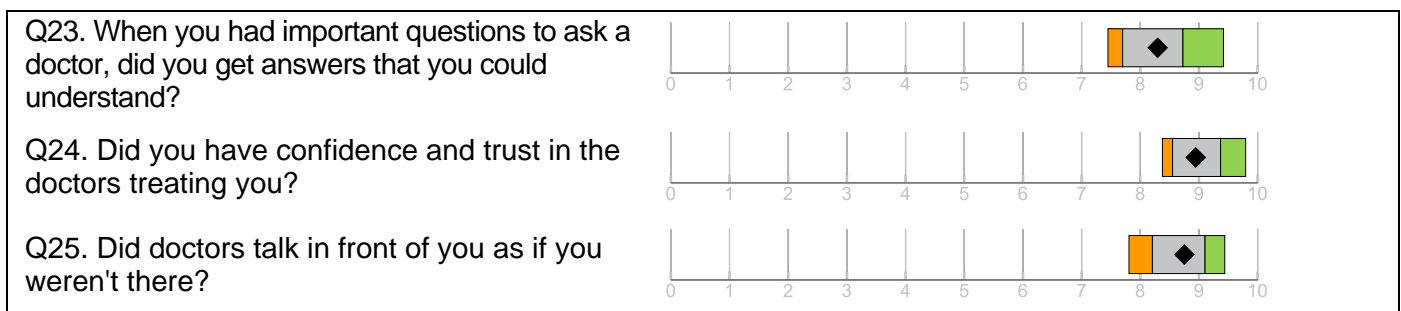 Q23. When you had important questions to ask a
doctor, did you get answers that you could
understand?
0 1 2 3 4 5 6 7 8 9 10
Q24. Did you have confidence and trust in the
doctors treating you?
0 1 2 3 4 5 6 7 8 9 10
Q25. Did doctors talk in front of you as if you
weren't there?
0 1 2 3 4 5 6 7 8 9 10